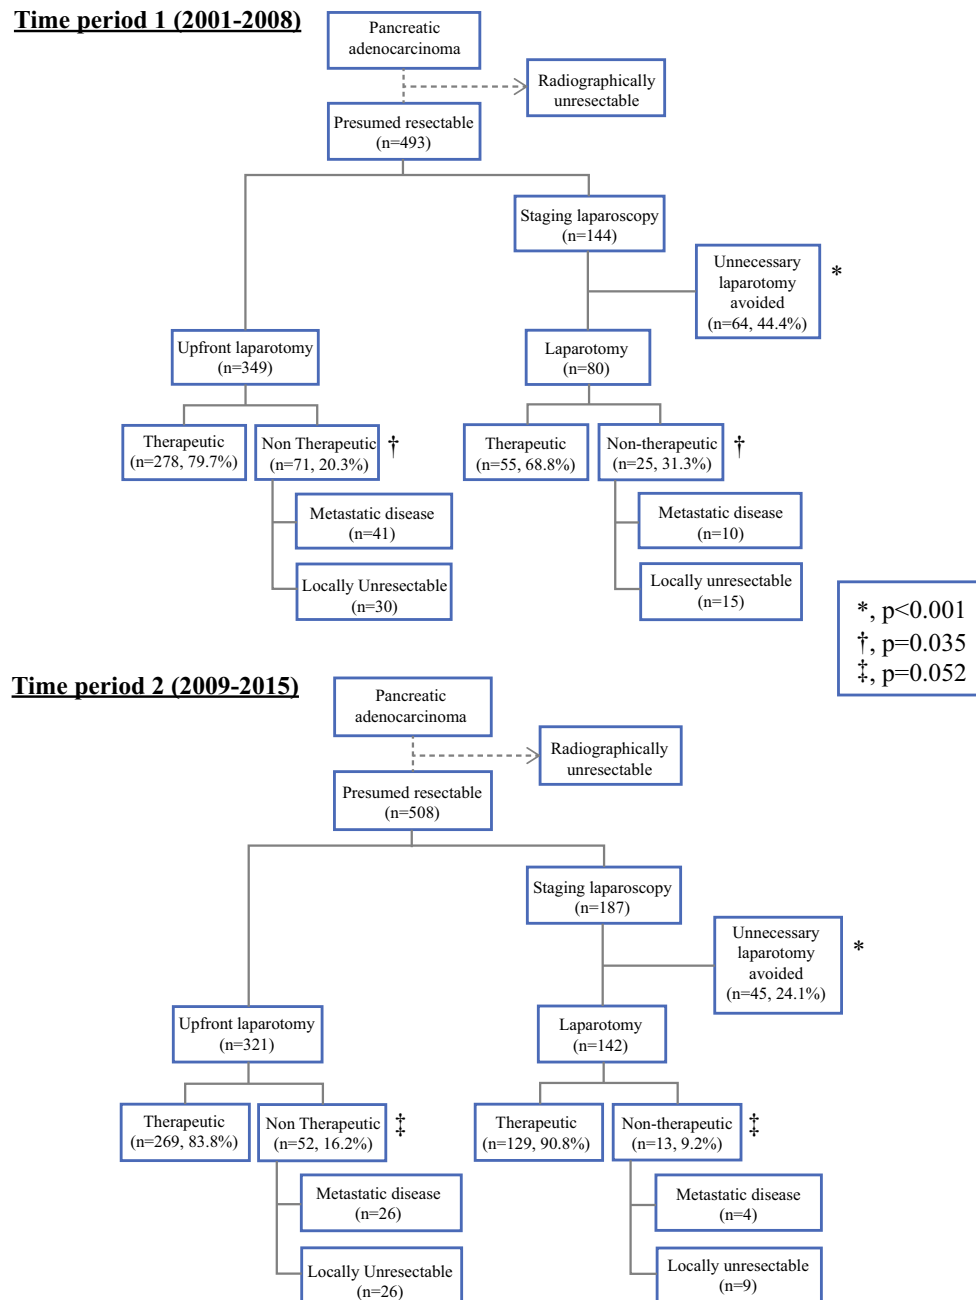 Time period 1 (2001-2008)
Pancreatic
adenocarcinoma
Radiographically
unresectable
Presumed resectable
(n=493)
Staging laparoscopy
(n=144)
Unnecessary
laparotomy
avoided
(n=64, 44.4%)
*
Upfront laparotomy
(n=349)
Laparotomy
(n=80)
Therapeutic
(n=278, 79.7%)
Non Therapeutic
(n=71, 20.3%)
†
Therapeutic
(n=55, 68.8%)
Non-therapeutic
(n=25, 31.3%)
†
Metastatic disease
(n=41)
Metastatic disease
(n=10)
Locally Unresectable
(n=30)
Locally unresectable
(n=15)
*, p<0.001
†, p=0.035
‡, p=0.052
Time period 2 (2009-2015)
Pancreatic
adenocarcinoma
Radiographically
unresectable
Presumed resectable
(n=508)
Staging laparoscopy
(n=187)
Unnecessary
laparotomy
avoided
(n=45, 24.1%)
*
Upfront laparotomy
(n=321)
Laparotomy
(n=142)
Therapeutic
(n=269, 83.8%)
Non Therapeutic
(n=52, 16.2%)
‡
Therapeutic
(n=129, 90.8%)
Non-therapeutic
(n=13, 9.2%)
‡
Metastatic disease
(n=26)
Metastatic disease
(n=4)
Locally Unresectable
(n=26)
Locally unresectable
(n=9)